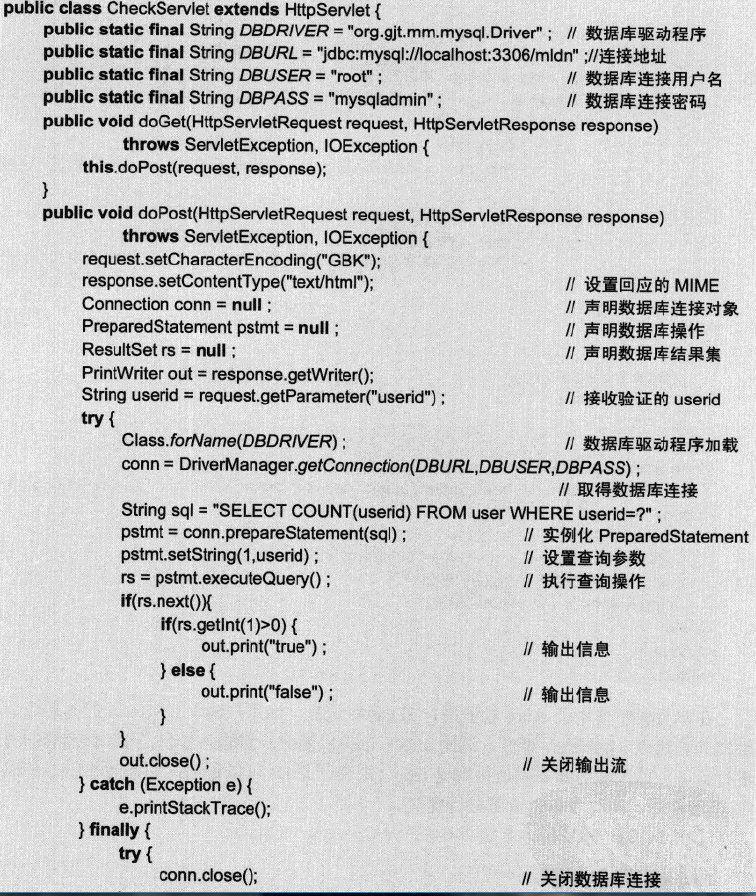 public class CheckServlet extends HttpServlet {
public static final String DBDRIVER = "org.gjt.mm.mysql.Driver" ; // 数据库驱动程序
public static final String DBURL = "jdbc:mysql://localhost:3306/mldn" ;//连接地址
public static final String DBUSER = "root" ; // 数据库连接用户名
public static final String DBPASS = "mysqladmin" ; // 数据库连接密码
public void doGet(HttpServletRequest request, HttpServletResponse response)
throws ServletException, IOException {
this.doPost(request, response);
}
public void doPost(HttpServletRequest request, HttpServletResponse response)
throws ServletException, IOException {
request.setCharacterEncoding("GBK");
response.setContentType("text/html"); // 设置回应的 MIME
Connection conn = null ; // 声明数据库连接对象
PreparedStatement pstmt = null ; // 声明数据库操作
ResultSet rs = null ; // 声明数据库结果集
PrintWriter out = response.getWriter();
String userid = request.getParameter("userid") ; // 接收验证的 userid
try {
Class.forName(DBDRIVER) ; // 数据库驱动程序加载
conn = DriverManager.getConnection(DBURL,DBUSER,DBPASS) ;
// 取得数据库连接
String sql = "SELECT COUNT(userid) FROM user WHERE userid=?" ;
pstmt = conn.prepareStatement(sql) ; // 实例化 PreparedStatement
pstmt.setString(1,userid) ; // 设置查询参数
rs = pstmt.executeQuery() ; // 执行查询操作
if(rs.next()){
if(rs.getInt(1)>0) {
out.print("true") ; // 输出信息
} else {
out.print("false") ; // 输出信息
}
}
out.close() ; // 关闭输出流
} catch (Exception e) {
e.printStackTrace();
} finally {
try {
conn.close(); // 关闭数据库连接